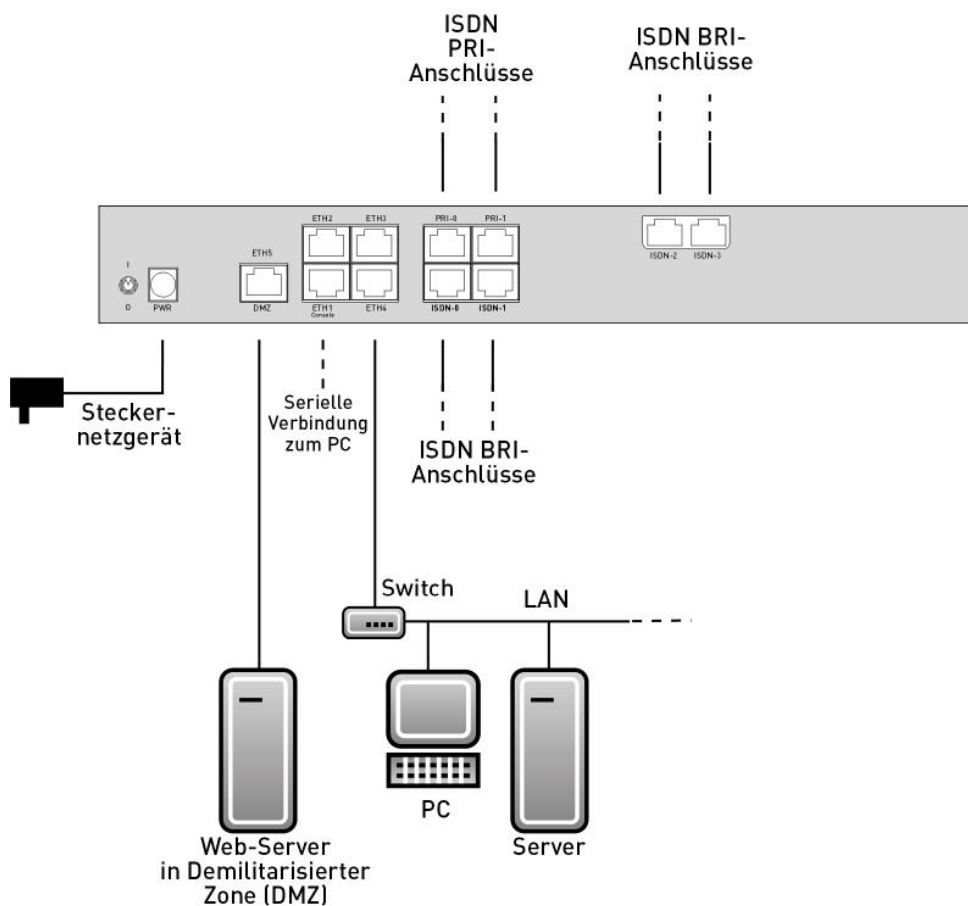 ISDN
PRI-
Anschlüsse
ISDN BRI-
Anschlüsse
ETH2
ETH3
PRI-0
PRI-1
ETH5
ISDN-2
ISDN-3
I
O
PWR
DMZ
ETH1
Console
ETH4
ISDN-0
ISDN-1
Stecker-
netzgerät
Serielle
Verbindung
zum PC
ISDN BRI-
Anschlüsse
Switch
LAN
PC
Server
Web-Server
in Demilitarisierter
Zone (DMZ)